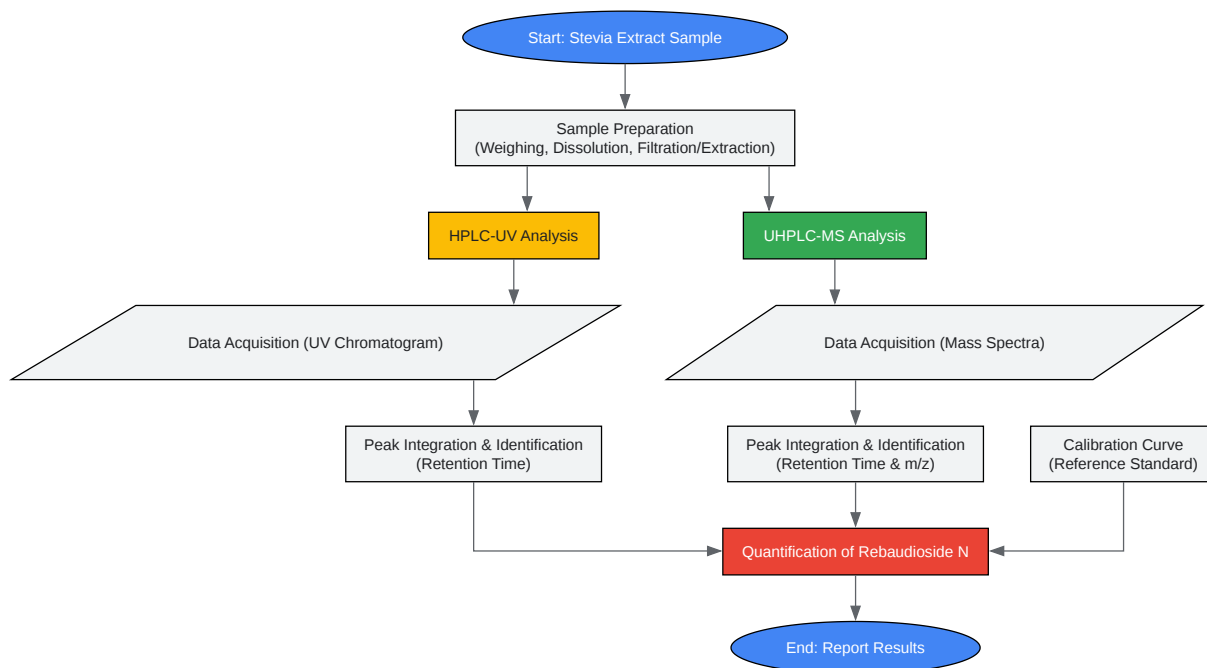 Start: Stevia Extract Sample
Sample Preparation
(Weighing, Dissolution, Filtration/Extraction)
HPLC-UV Analysis
UHPLC-MS Analysis
Data Acquisition (UV Chromatogram)
Data Acquisition (Mass Spectra)
Peak Integration & Identification
(Retention Time)
Peak Integration & Identification
(Retention Time & m/z)
Calibration Curve
(Reference Standard)
Quantification of Rebaudioside N
End: Report Results